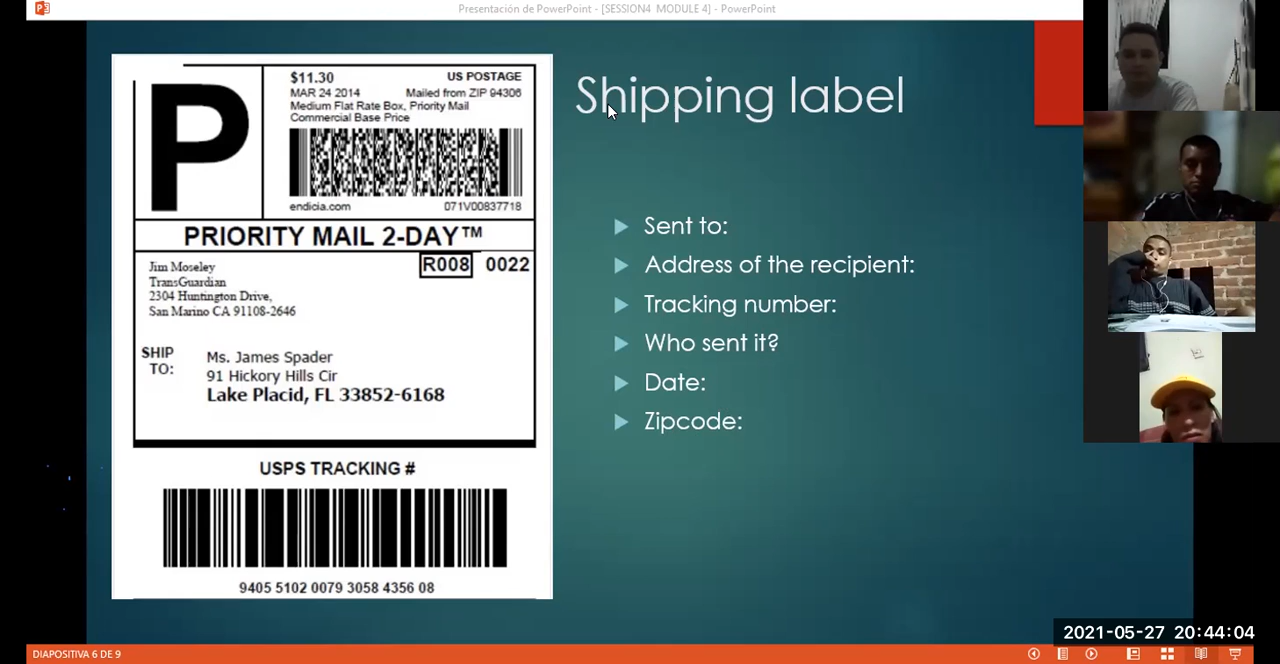 Presentación de PowerPoint - [SESSION4 MODULE 4] - PowerPoint
P
$11.30 US POSTAGE
MAR 24 2014 Mailed from ZIP 94306
Medium Flat Rate Box, Priority Mail
Commercial Base Price
endicia.com 071V00837718
PRIORITY MAIL 2-DAY™
R008 0022
Jim Moseley
TransGuardian
2304 Huntington Drive,
San Marino CA 91108-2646
SHIP TO:
Ms. James Spader
91 Hickory Hills Cir
Lake Placid, FL 33852-6168
USPS TRACKING #
9405 5102 0079 3058 4356 08
Shipping label
Sent to:
Address of the recipient:
Tracking number:
Who sent it?
Date:
Zipcode:
2021-05-27 20:44:04
DIAPOSITIVA 6 DE 9